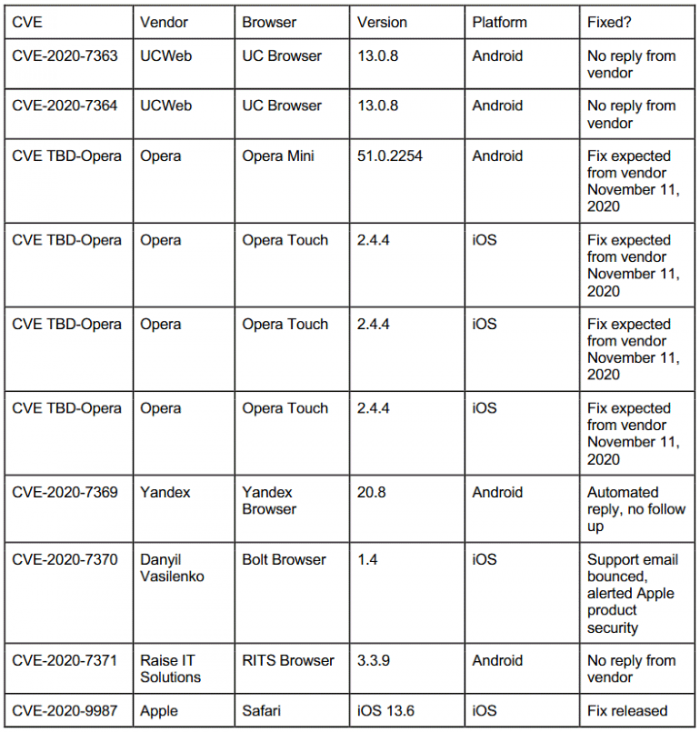 CVE Vendor Browser Version Platform Fixed?
CVE-2020-7363 UCWeb UC Browser 13.0.8 Android No reply from
vendor
CVE-2020-7364 UCWeb UC Browser 13.0.8 Android No reply from
vendor
CVE TBD-Opera Opera Opera Mini 51.0.2254 Android Fix expected
from vendor
November 11,
2020
CVE TBD-Opera Opera Opera Touch 2.4.4 iOS Fix expected
from vendor
November 11,
2020
CVE TBD-Opera Opera Opera Touch 2.4.4 iOS Fix expected
from vendor
November 11,
2020
CVE TBD-Opera Opera Opera Touch 2.4.4 iOS Fix expected
from vendor
November 11,
2020
CVE-2020-7369 Yandex Yandex 20.8 Android Automated
Browser reply, no follow
up
CVE-2020-7370 Danyil Bolt Browser 1.4 iOS Support email
Vasilenko bounced,
alerted Apple
product
security
CVE-2020-7371 Raise IT RITS Browser 3.3.9 Android No reply from
Solutions vendor
CVE-2020-9987 Apple Safari iOS 13.6 iOS Fix released